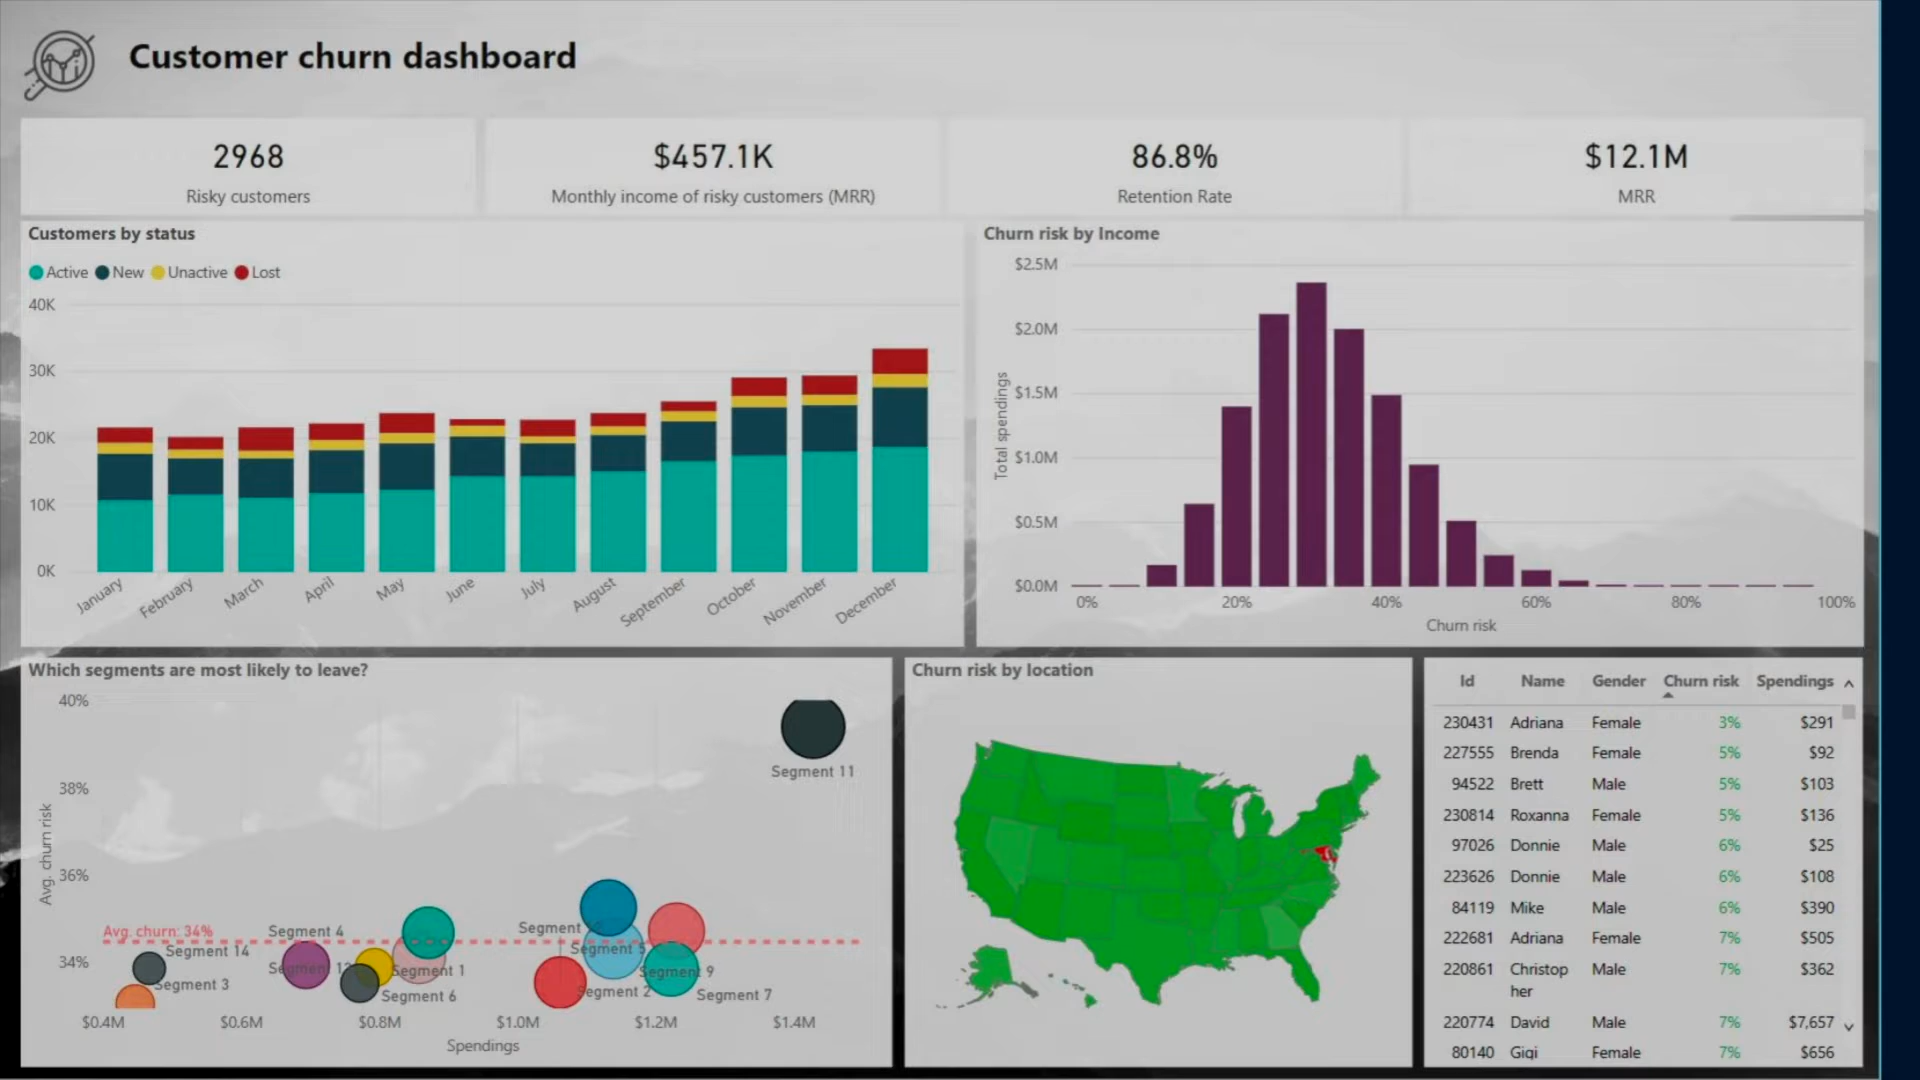 Customer churn dashboard
2968
Risky customers
$457.1K
Monthly income of risky customers (MRR)
86.8%
Retention Rate
$12.1M
MRR
Customers by status
Active New Unactive Lost
40K
30K
20K
10K
0K
January February March April May June July August September October November December
Churn risk by Income
Total spendings
$2.5M
$2.0M
$1.5M
$1.0M
$0.5M
$0.0M
0% 20% 40% 60% 80% 100%
Churn risk
Which segments are most likely to leave?
Avg. churn risk
40%
38%
36%
34%
Segment 11
Avg. churn: 34%
Segment 4
Segment
Segment 14
Segment 5
Segment
Segment 1
Segment 9
Segment 3
Segment 6
Segment 2
Segment 7
$0.4M $0.6M $0.8M $1.0M $1.2M $1.4M
Spendings
Churn risk by location
Id Name Gender Churn risk Spendings
230431 Adriana Female 3% $291
227555 Brenda Female 5% $92
94522 Brett Male 5% $103
230814 Roxanna Female 5% $136
97026 Donnie Male 6% $25
223626 Donnie Male 6% $108
84119 Mike Male 6% $390
222681 Adriana Female 7% $505
220861 Christop Male 7% $362
her
220774 David Male 7% $7,657
80140 Gigi Female 7% $656